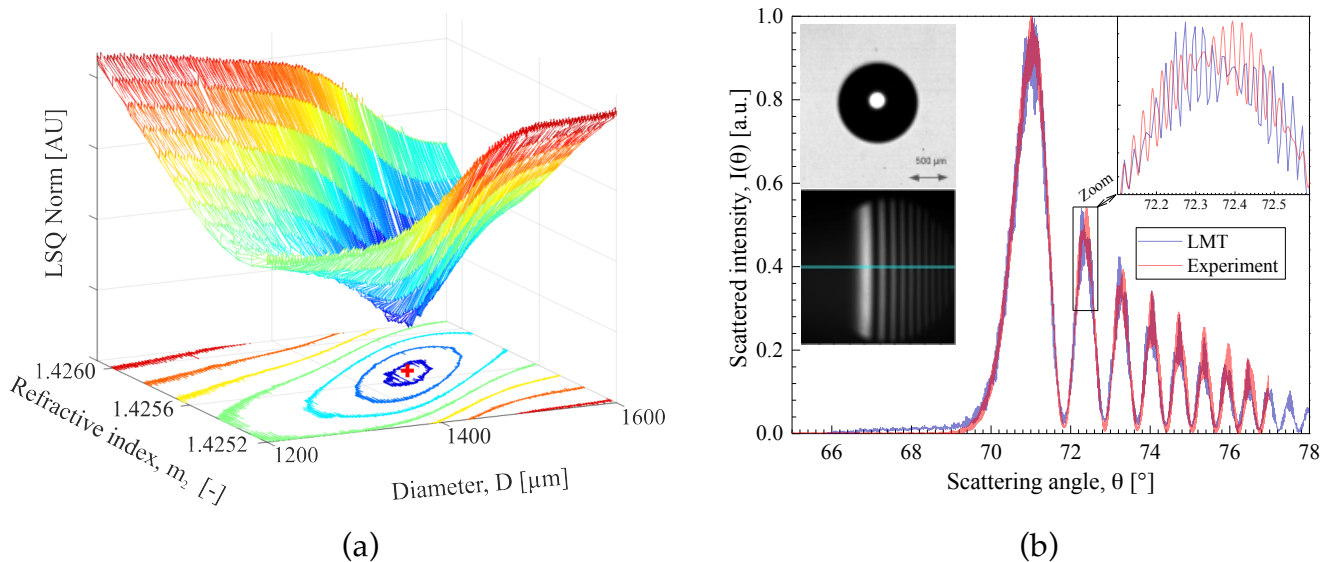 LSQ Norm [AU]
1.4260
1.4256
1.4252
Refractive index, m₂ [-]
1200
1400
1600
Diameter, D [µm]
(a)
Scattered intensity, I(θ) [a.u.]
1.0
0.8
0.6
0.4
0.2
0.0
66 68 70 72 74 76 78
Scattering angle, θ [°]
500 µm
Zoom
72.2 72.3 72.4 72.5
LMT
Experiment
(b)